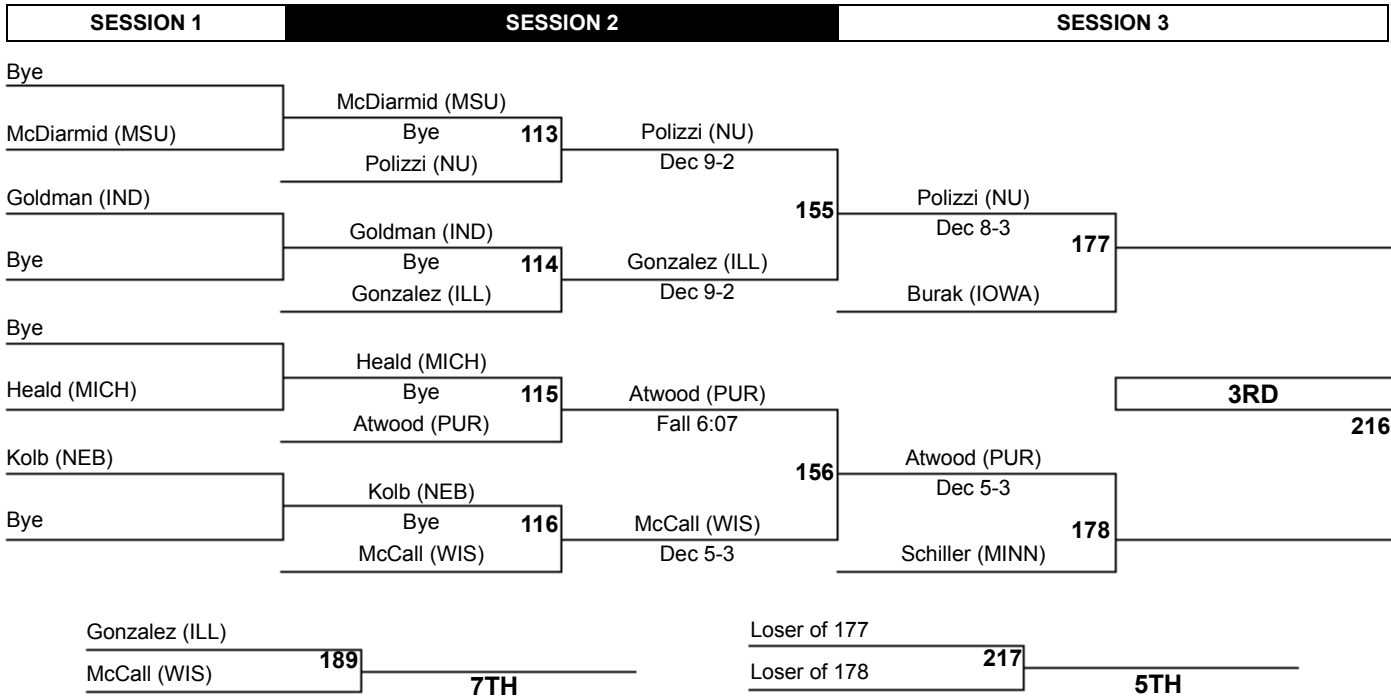 SESSION 1 SESSION 2 SESSION 3
Bye
McDiarmid (MSU)
McDiarmid (MSU) Bye 113 Polizzi (NU)
Polizzi (NU) Dec 9-2
Goldman (IND) 155 Polizzi (NU)
Goldman (IND) Dec 8-3
Bye Bye 114 Gonzalez (ILL) 177
Gonzalez (ILL) Dec 9-2 Burak (IOWA)
Bye
Heald (MICH)
Heald (MICH) Bye 115 Atwood (PUR) 3RD
Atwood (PUR) Fall 6:07 216
Kolb (NEB) 156 Atwood (PUR)
Kolb (NEB) Dec 5-3
Bye Bye 116 McCall (WIS) 178
McCall (WIS) Dec 5-3 Schiller (MINN)
Gonzalez (ILL) Loser of 177
189 217
McCall (WIS) Loser of 178
7TH 5TH